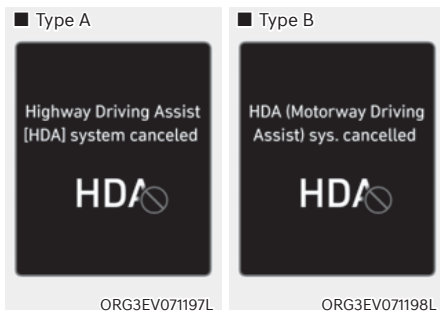 ■ Type A
Highway Driving Assist
[HDA] system canceled
HDA
ORG3EV071197L
■ Type B
HDA (Motorway Driving
Assist) sys. cancelled
HDA
ORG3EV071198L